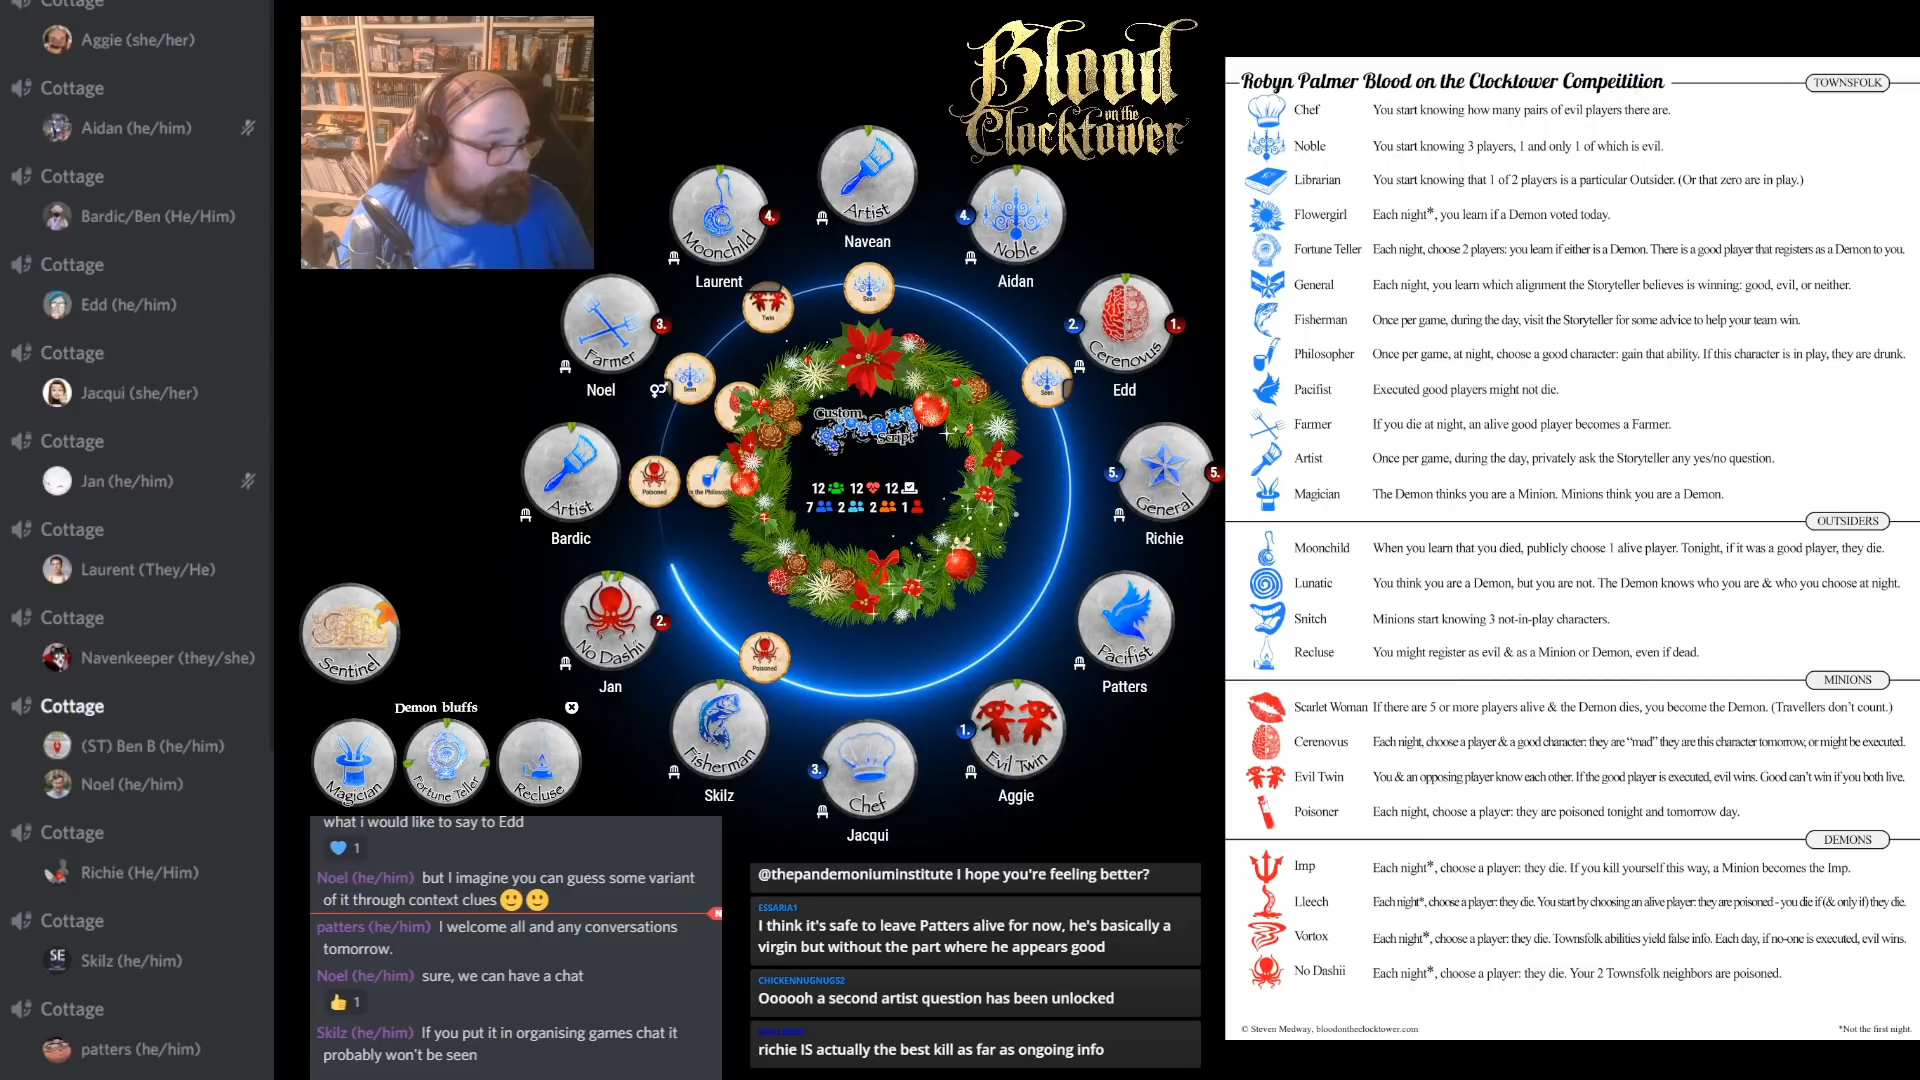 Cottage
Aggie (she/her)
Cottage
Aidan (he/him)
Cottage
Bardic/Ben (He/Him)
Cottage
Edd (he/him)
Cottage
Jacqui (she/her)
Cottage
Jan (he/him)
Cottage
Laurent (They/He)
Cottage
Navenkeeper (they/she)
Cottage
(ST) Ben B (he/him)
Noel (he/him)
Cottage
Richie (He/Him)
Cottage
SE Skilz (he/him)
Cottage
patters (he/him)
Blood
on the
Clocktower
Artist
Navean
Moonchild
4.
Laurent
4.
Noble
Aidan
Farmer
3.
Noel
2.
Cerenovus
1.
Edd
Artist
Bardic
5.
General
5.
Richie
No Dashii
2.
Jan
Pacifist
Patters
Fisherman
Skilz
3.
Chef
Jacqui
1.
Evil Twin
Aggie
Twin
Seen
Seen
Seen
Poisoned
is the Philosop
Poisoned
Custom
Script
12 12 12
7 2 2 1
Sentinel
Demon bluffs
Magician
Fortune Teller
Recluse
what i would like to say to Edd
1
Noel (he/him) but I imagine you can guess some variant
of it through context clues
patters (he/him) I welcome all and any conversations
tomorrow.
Noel (he/him) sure, we can have a chat
1
Skilz (he/him) If you put it in organising games chat it
probably won't be seen
@thepandemoniuminstitute I hope you're feeling better?
ESSARIA1
I think it's safe to leave Patters alive for now, he's basically a
virgin but without the part where he appears good
CHICKENNUGNUGS2
Oooooh a second artist question has been unlocked
richie IS actually the best kill as far as ongoing info
Robyn Palmer Blood on the Clocktower Compeitition
TOWNSFOLK
Chef You start knowing how many pairs of evil players there are.
Noble You start knowing 3 players, 1 and only 1 of which is evil.
Librarian You start knowing that 1 of 2 players is a particular Outsider. (Or that zero are in play.)
Flowergirl Each night*, you learn if a Demon voted today.
Fortune Teller Each night, choose 2 players: you learn if either is a Demon. There is a good player that registers as a Demon to you.
General Each night, you learn which alignment the Storyteller believes is winning: good, evil, or neither.
Fisherman Once per game, during the day, visit the Storyteller for some advice to help your team win.
Philosopher Once per game, at night, choose a good character: gain that ability. If this character is in play, they are drunk.
Pacifist Executed good players might not die.
Farmer If you die at night, an alive good player becomes a Farmer.
Artist Once per game, during the day, privately ask the Storyteller any yes/no question.
Magician The Demon thinks you are a Minion. Minions think you are a Demon.
OUTSIDERS
Moonchild When you learn that you died, publicly choose 1 alive player. Tonight, if it was a good player, they die.
Lunatic You think you are a Demon, but you are not. The Demon knows who you are & who you choose at night.
Snitch Minions start knowing 3 not-in-play characters.
Recluse You might register as evil & as a Minion or Demon, even if dead.
MINIONS
Scarlet Woman If there are 5 or more players alive & the Demon dies, you become the Demon. (Travellers don't count.)
Cerenovus Each night, choose a player & a good character: they are “mad” they are this character tomorrow, or might be executed.
Evil Twin You & an opposing player know each other. If the good player is executed, evil wins. Good can't win if you both live.
Poisoner Each night, choose a player: they are poisoned tonight and tomorrow day.
DEMONS
Imp Each night*, choose a player: they die. If you kill yourself this way, a Minion becomes the Imp.
Lleech Each night*, choose a player: they die. You start by choosing an alive player: they are poisoned - you die if (& only if) they die.
Vortox Each night*, choose a player: they die. Townsfolk abilities yield false info. Each day, if no-one is executed, evil wins.
No Dashii Each night*, choose a player: they die. Your 2 Townsfolk neighbors are poisoned.
© Steven Medway, bloodontheclocktower.com
*Not the first night.